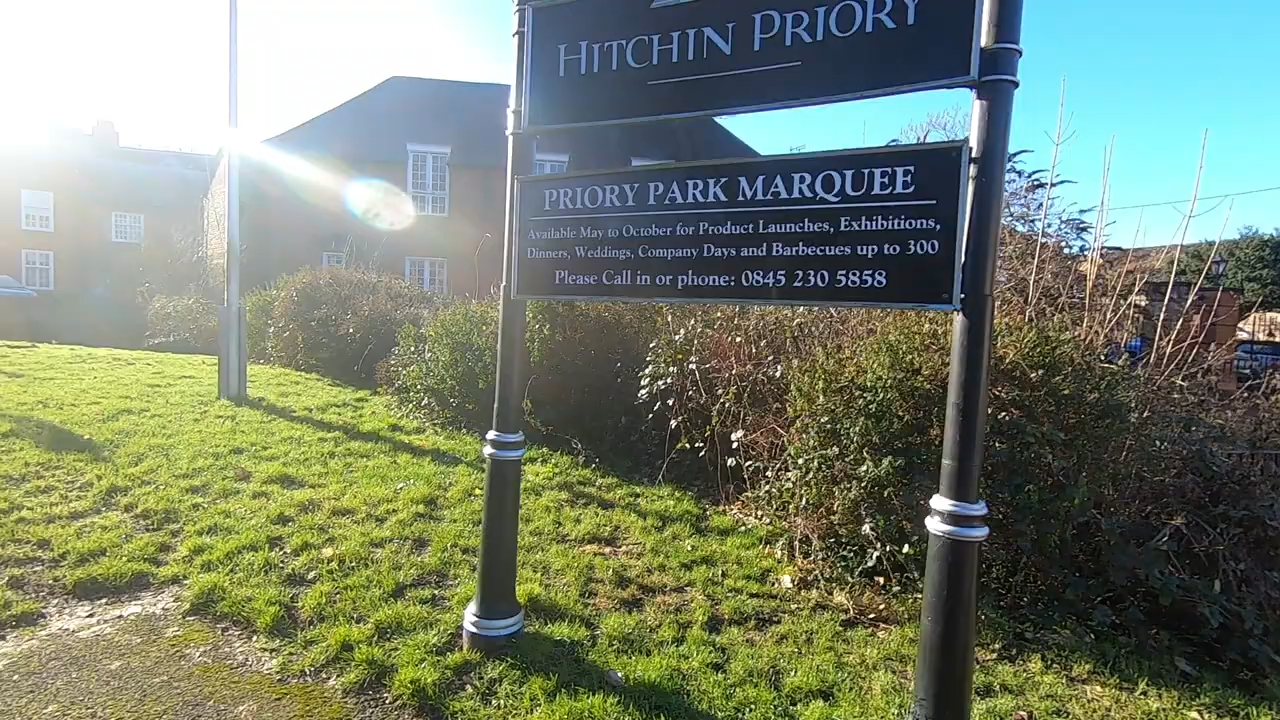 HITCHIN PRIORY
PRIORY PARK MARQUEE
Available May to October for Product Launches, Exhibitions,
Dinners, Weddings, Company Days and Barbecues up to 300
Please Call in or phone: 0845 230 5858